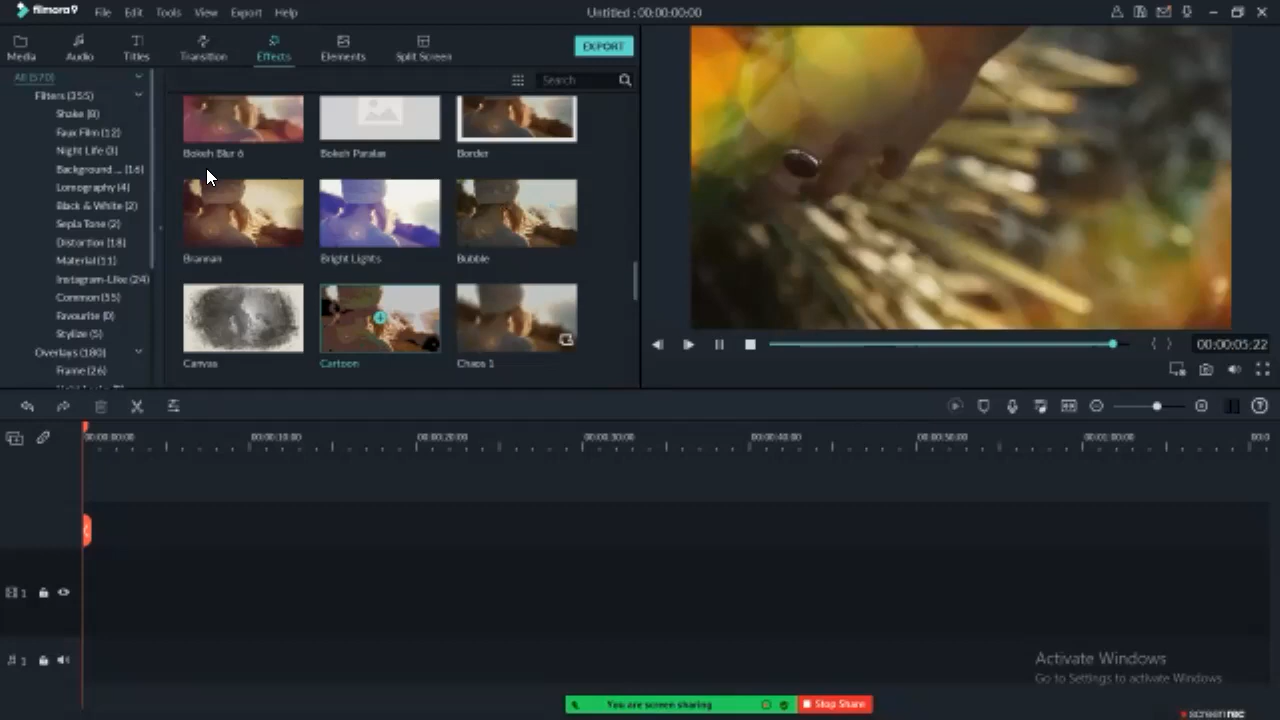 filmora9
File Edit Tools View Export Help
Untitled : 00:00:00:00
Media Audio Titles Transition Effects Elements Split Screen
EXPORT
All (570)
Search
Filters (355)
Shake (8)
Faux Film (12)
Night Life (3)
Background ... (16)
Lomography (4)
Black & White (2)
Sepia Tone (2)
Distortion (18)
Material (11)
Instagram-Like (24)
Common (55)
Favourite (0)
Stylize (5)
Overlays (180)
Frame (26)
Bokeh Blur 6
Bokeh Paralax
Border
Brannan
Bright Lights
Bubble
Canvas
Cartoon
Chaos 1
00:00:05:22
00:00:00:00
00:00:10:00
00:00:20:00
00:00:30:00
00:00:40:00
00:00:50:00
00:01:00:00
00:0
1
1
Activate Windows
Go to Settings to activate Windows
You are screen sharing
Stop Share
screenrec